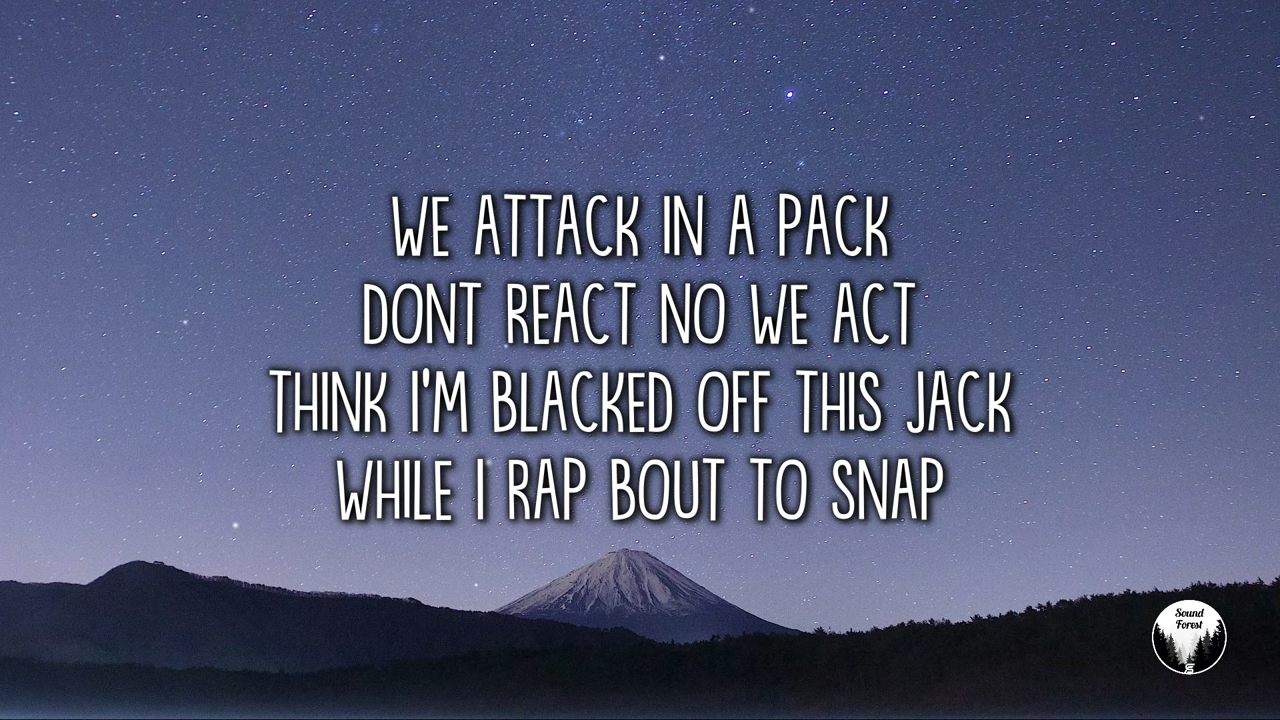 WE ATTACK IN A PACK
DONT REACT NO WE ACT
THINK I'M BLACKED OFF THIS JACK
WHILE I RAP BOUT TO SNAP
Sound
Forest